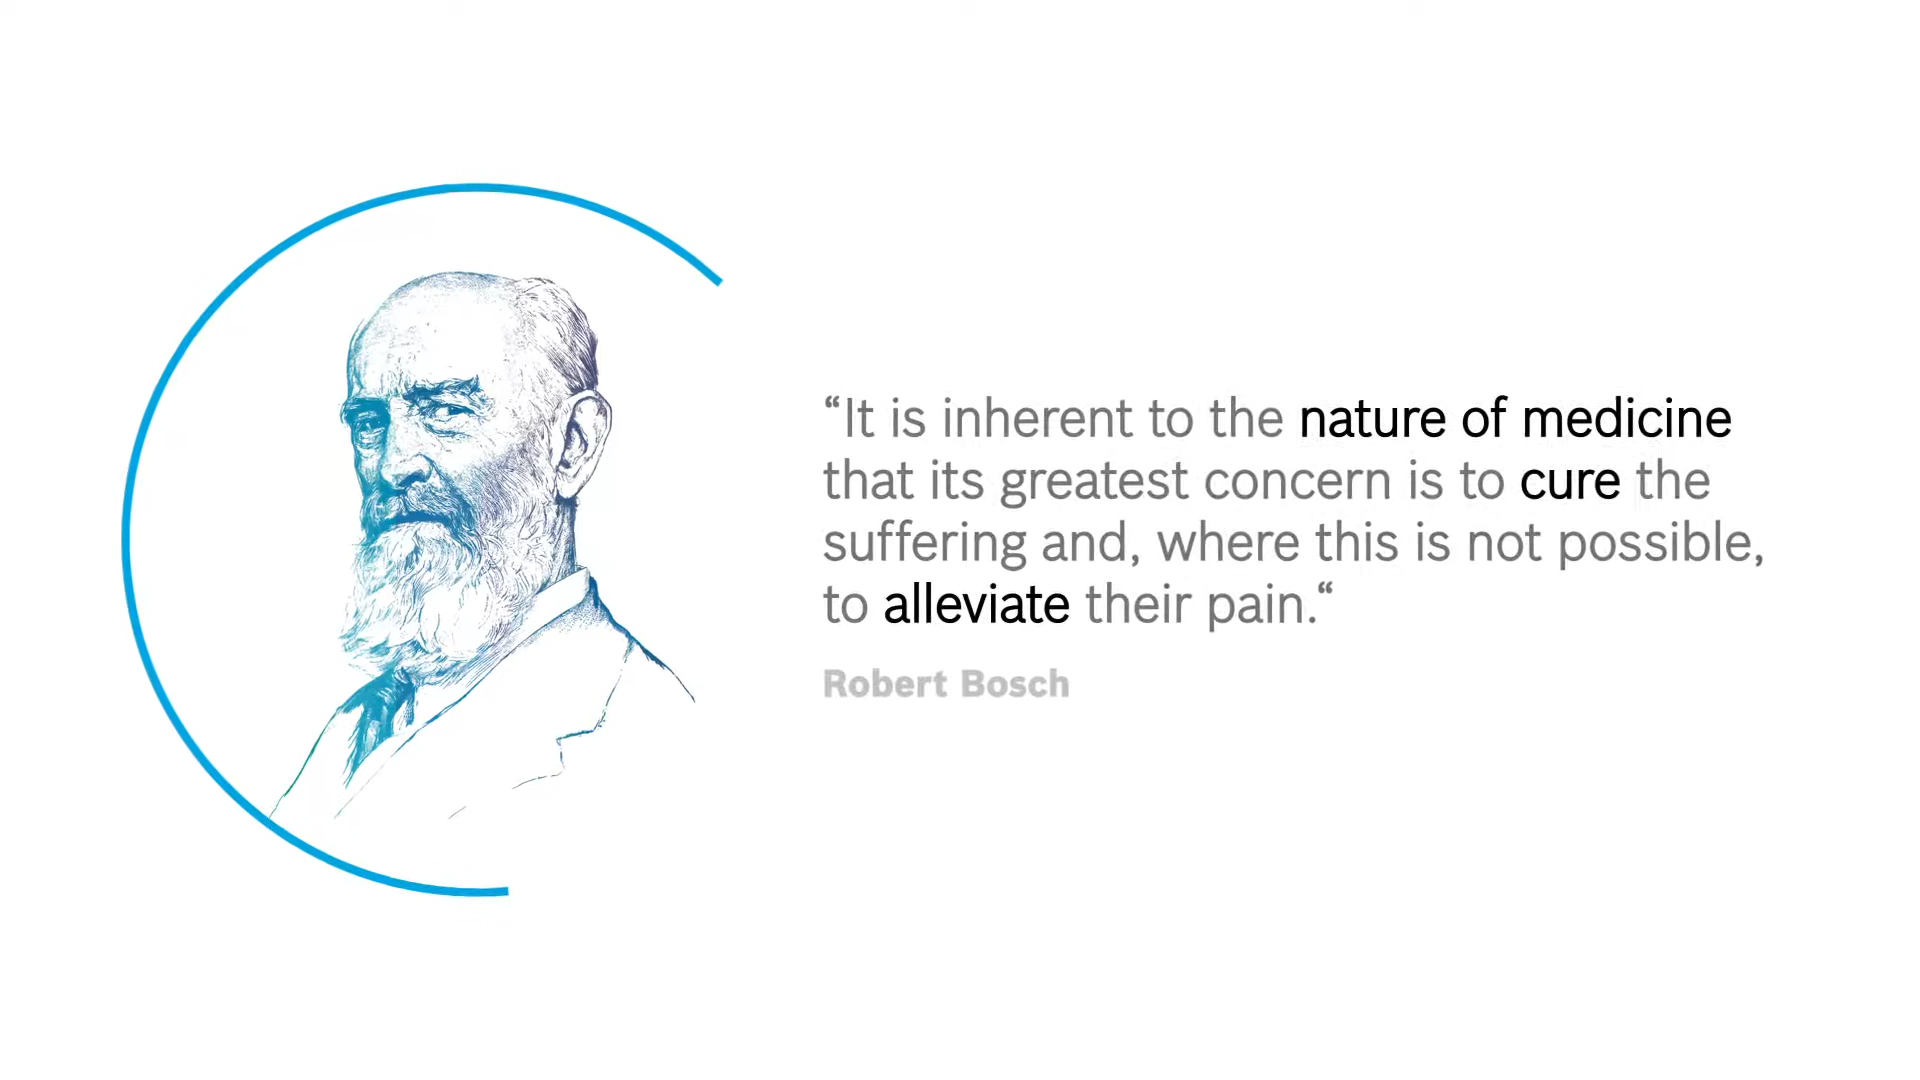 “It is inherent to the nature of medicine
that its greatest concern is to cure the
suffering and, where this is not possible,
to alleviate their pain.“
Robert Bosch